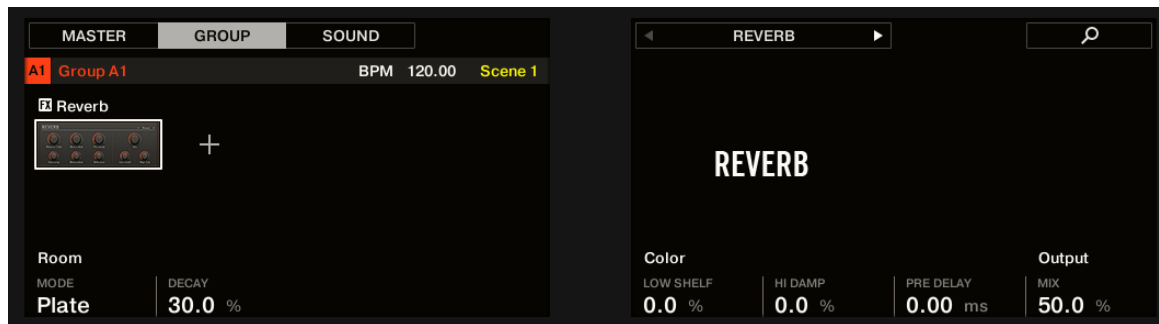 MASTER GROUP SOUND
A1 Group A1 BPM 120.00 Scene 1
FX Reverb
REVERB
Room
MODE DECAY
Plate 30.0 %
REVERB
REVERB
Color Output
LOW SHELF HI DAMP PRE DELAY MIX
0.0 % 0.0 % 0.00 ms 50.0 %